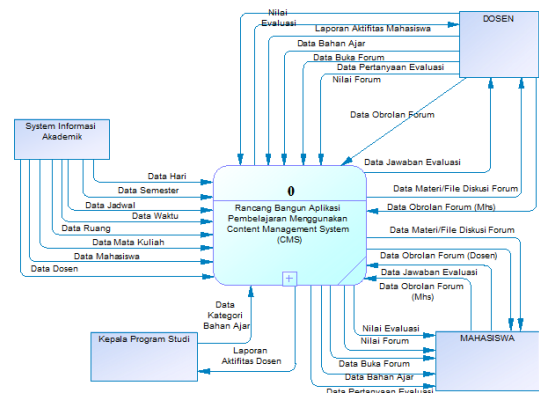 Nilai
Evaluasi
Laporan Aktifitas Mahasiswa
Data Bahan Ajar
Data Buka Forum
Data Pertanyaan Evaluasi
Nilai Forum
DOSEN
Data Obrolan Forum
Data Jawaban Evaluasi
System Informasi
Akademik
Data Hari
Data Semester
Data Jadwal
Data Waktu
Data Ruang
Data Mata Kuliah
Data Mahasiswa
Data Dosen
0
Rancang Bangun Aplikasi
Pembelajaran Menggunakan
Content Management System
(CMS)
Data Materi/File Diskusi Forum
Data Obrolan Forum (Mhs)
Data Materi/File Diskusi Forum
Data Obrolan Forum (Dosen)
Data Jawaban Evaluasi
Data Obrolan Forum
(Mhs)
Data
Kategori
Bahan Ajar
Kepala Program Studi
Laporan
Aktifitas Dosen
Nilai Evaluasi
Nilai Forum
MAHASISWA
Data Buka Forum
Data Bahan Ajar
Data Pertanyaan Evaluasi